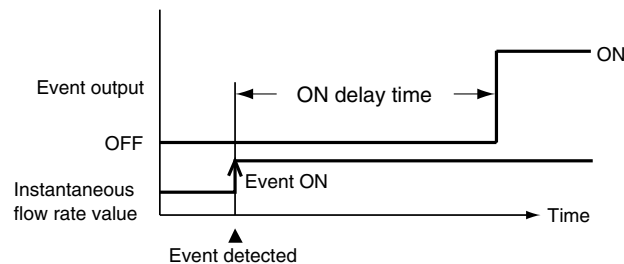 ON
Event output
ON delay time
OFF
Event ON
Instantaneous
flow rate value
Time
Event detected